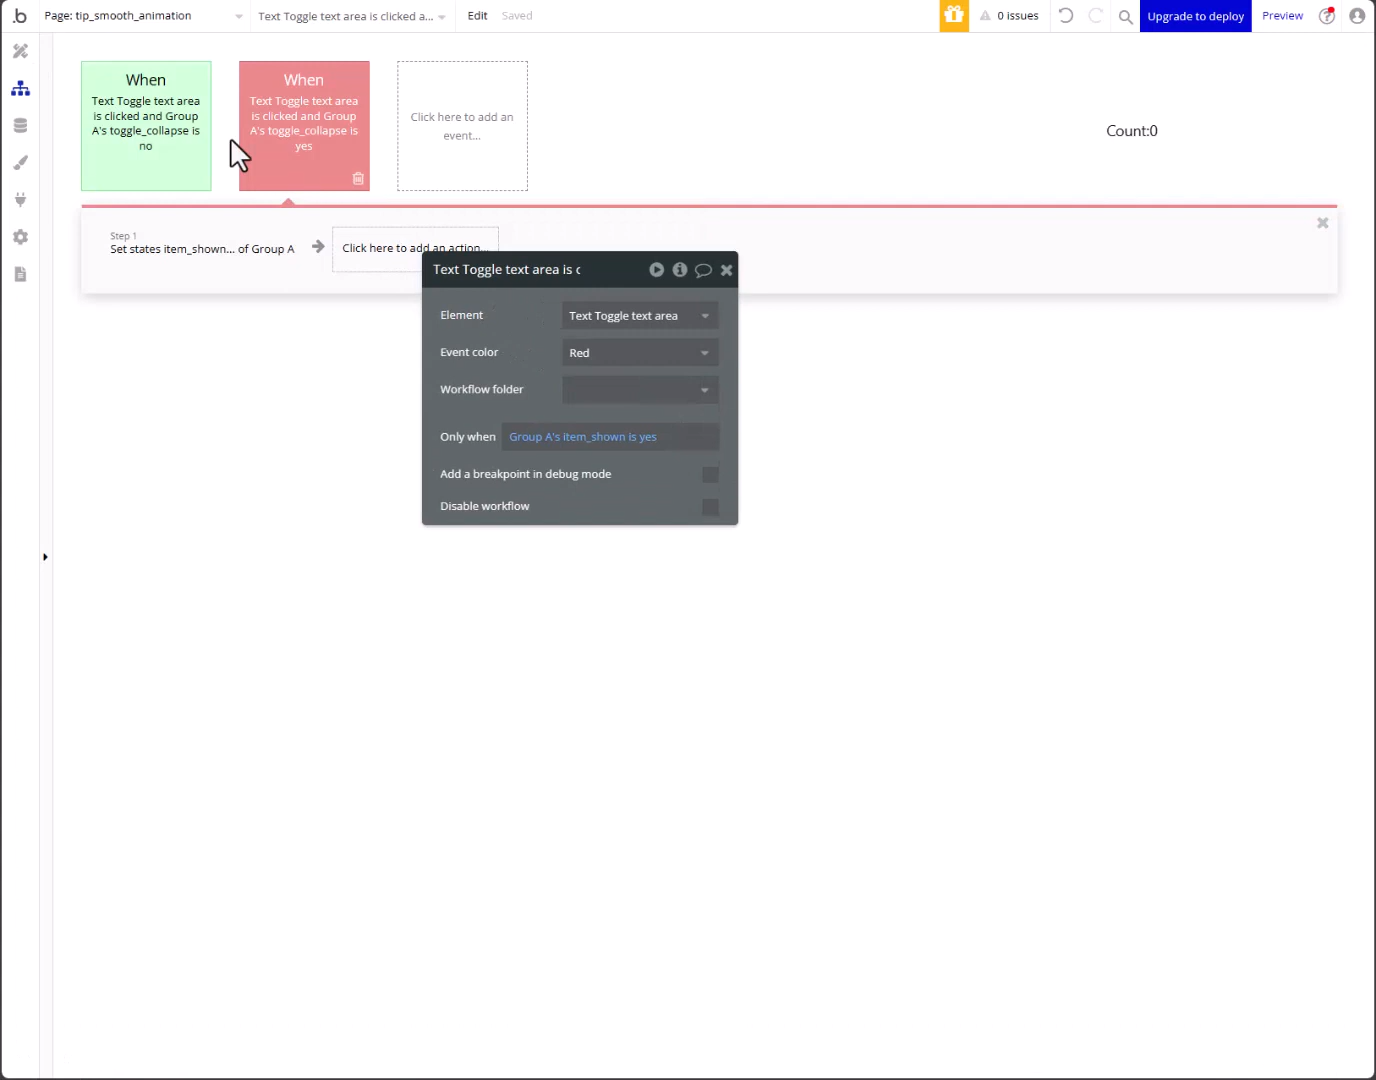 b Page: tip_smooth_animation Text Toggle text area is clicked a... Edit Saved 0 issues Upgrade to deploy Preview
When
Text Toggle text area
is clicked and Group
A's toggle_collapse is
no
When
Text Toggle text area
is clicked and Group
A's toggle_collapse is
yes
Click here to add an
event...
Count:0
Step 1
Set states item_shown... of Group A
Click here to add an action...
Text Toggle text area is c
Element Text Toggle text area
Event color Red
Workflow folder
Only when Group A's item_shown is yes
Add a breakpoint in debug mode
Disable workflow